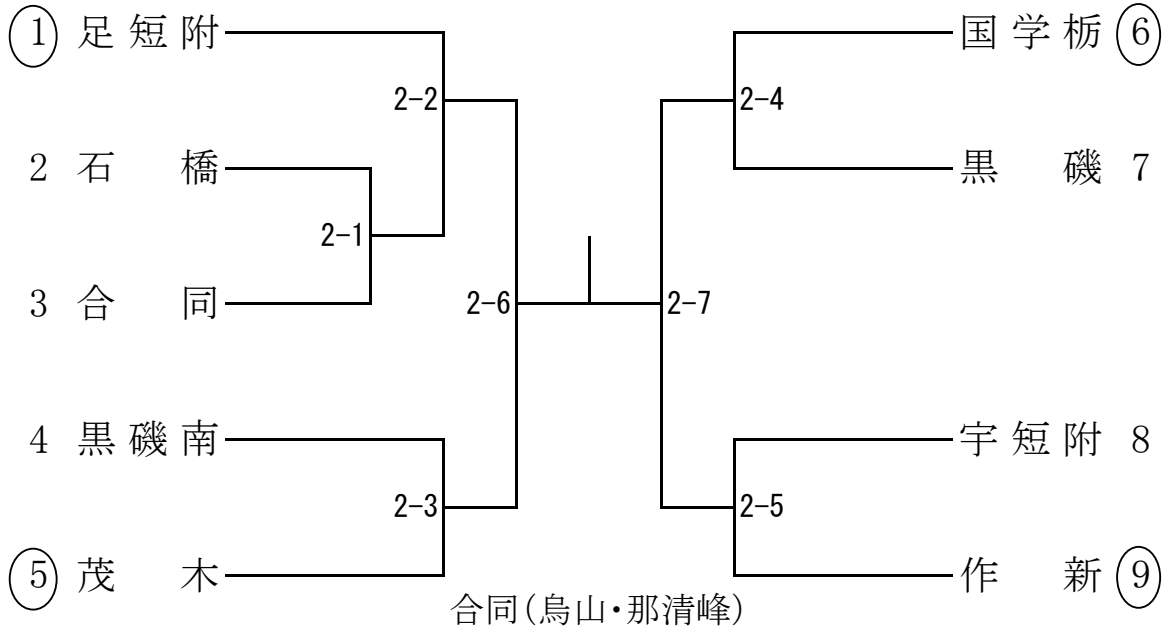 ① 足短附
国学栃 ⑥
2-2
2-4
2 石橋
黒磯 7
2-1
3 合同
2-6
2-7
4 黒磯南
宇短附 8
2-3
2-5
⑤ 茂木
作新 ⑨
合同(烏山・那清峰)